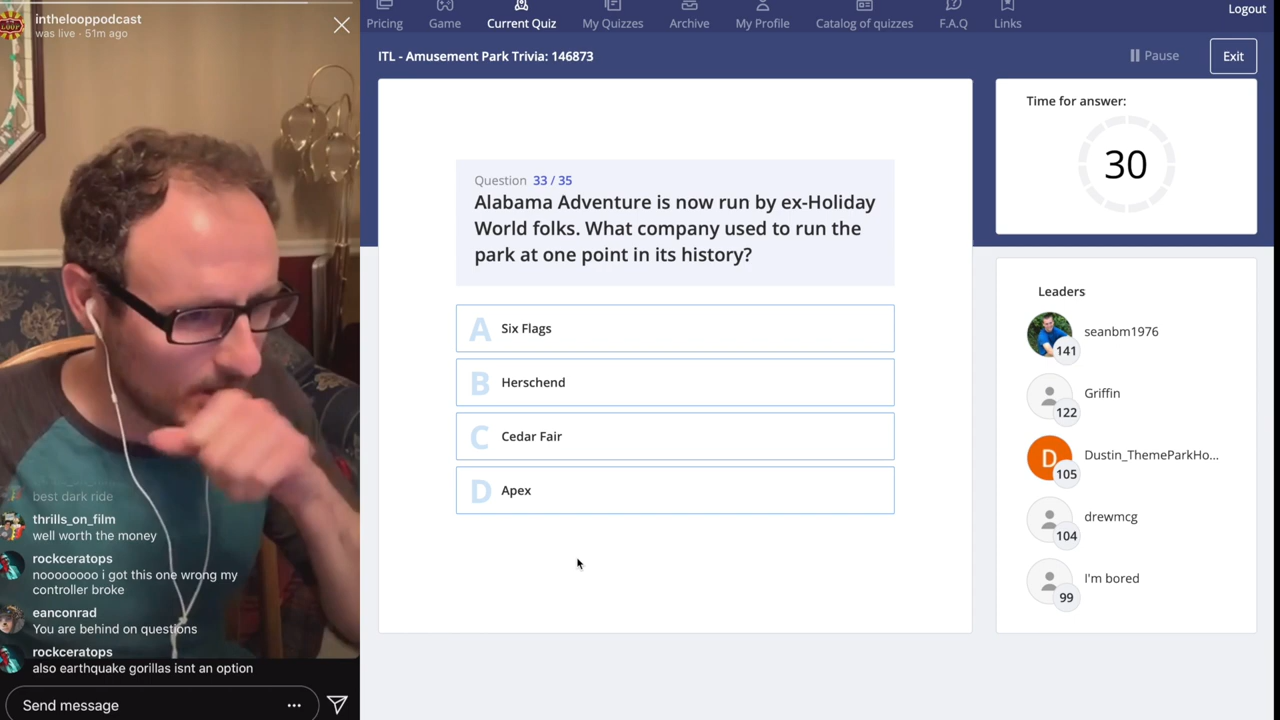 inthelooppodcast
was live · 51m ago
LOOP
best dark ride
thrills_on_film
well worth the money
rockceratops
nooooooooo i got this one wrong my
controller broke
eanconrad
You are behind on questions
rockceratops
also earthquake gorillas isnt an option
Send message
Pricing
Game
Current Quiz
My Quizzes
Archive
My Profile
Catalog of quizzes
F.A.Q
Links
Logout
ITL - Amusement Park Trivia: 146873
Pause
Exit
Question 33 / 35
Alabama Adventure is now run by ex-Holiday
World folks. What company used to run the
park at one point in its history?
A Six Flags
B Herschend
C Cedar Fair
D Apex
Time for answer:
30
Leaders
seanbm1976
141
Griffin
122
D Dustin_ThemeParkHo...
105
drewmcg
104
I'm bored
99